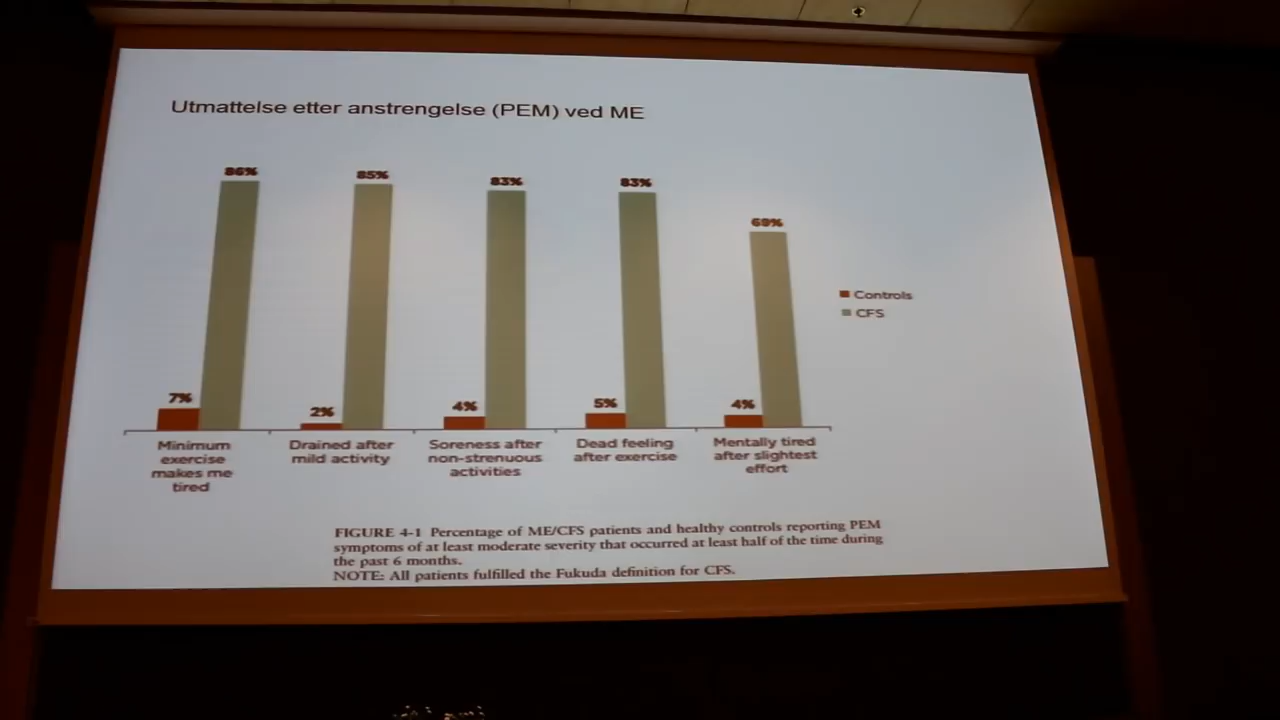 Utmattelse etter anstrengelse (PEM) ved ME
86%
85%
83%
83%
69%
7%
2%
4%
5%
4%
Controls
CFS
Minimum
exercise
makes me
tired
Drained after
mild activity
Soreness after
non-strenuous
activities
Dead feeling
after exercise
Mentally tired
after slightest
effort
FIGURE 4-1 Percentage of ME/CFS patients and healthy controls reporting PEM
symptoms of at least moderate severity that occurred at least half of the time during
the past 6 months.
NOTE: All patients fulfilled the Fukuda definition for CFS.